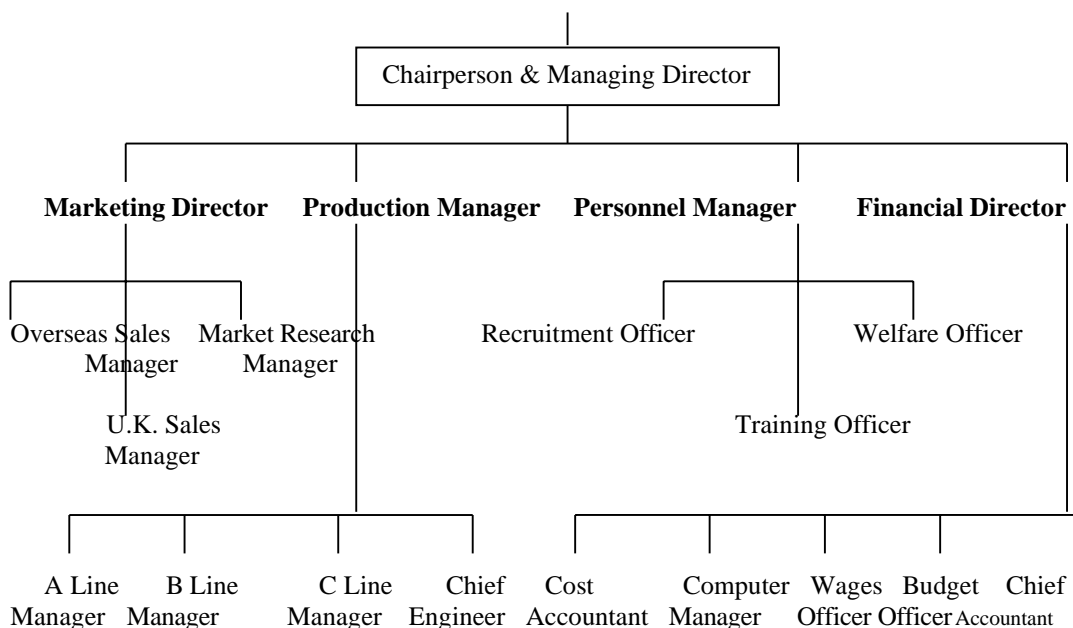 Chairperson & Managing Director
Marketing Director Production Manager Personnel Manager Financial Director
Overseas Sales Manager
Market Research Manager
Recruitment Officer
Welfare Officer
U.K. Sales Manager
Training Officer
A Line Manager
B Line Manager
C Line Manager
Chief Engineer
Cost Accountant
Computer Manager
Wages Officer
Budget Officer
Chief Accountant